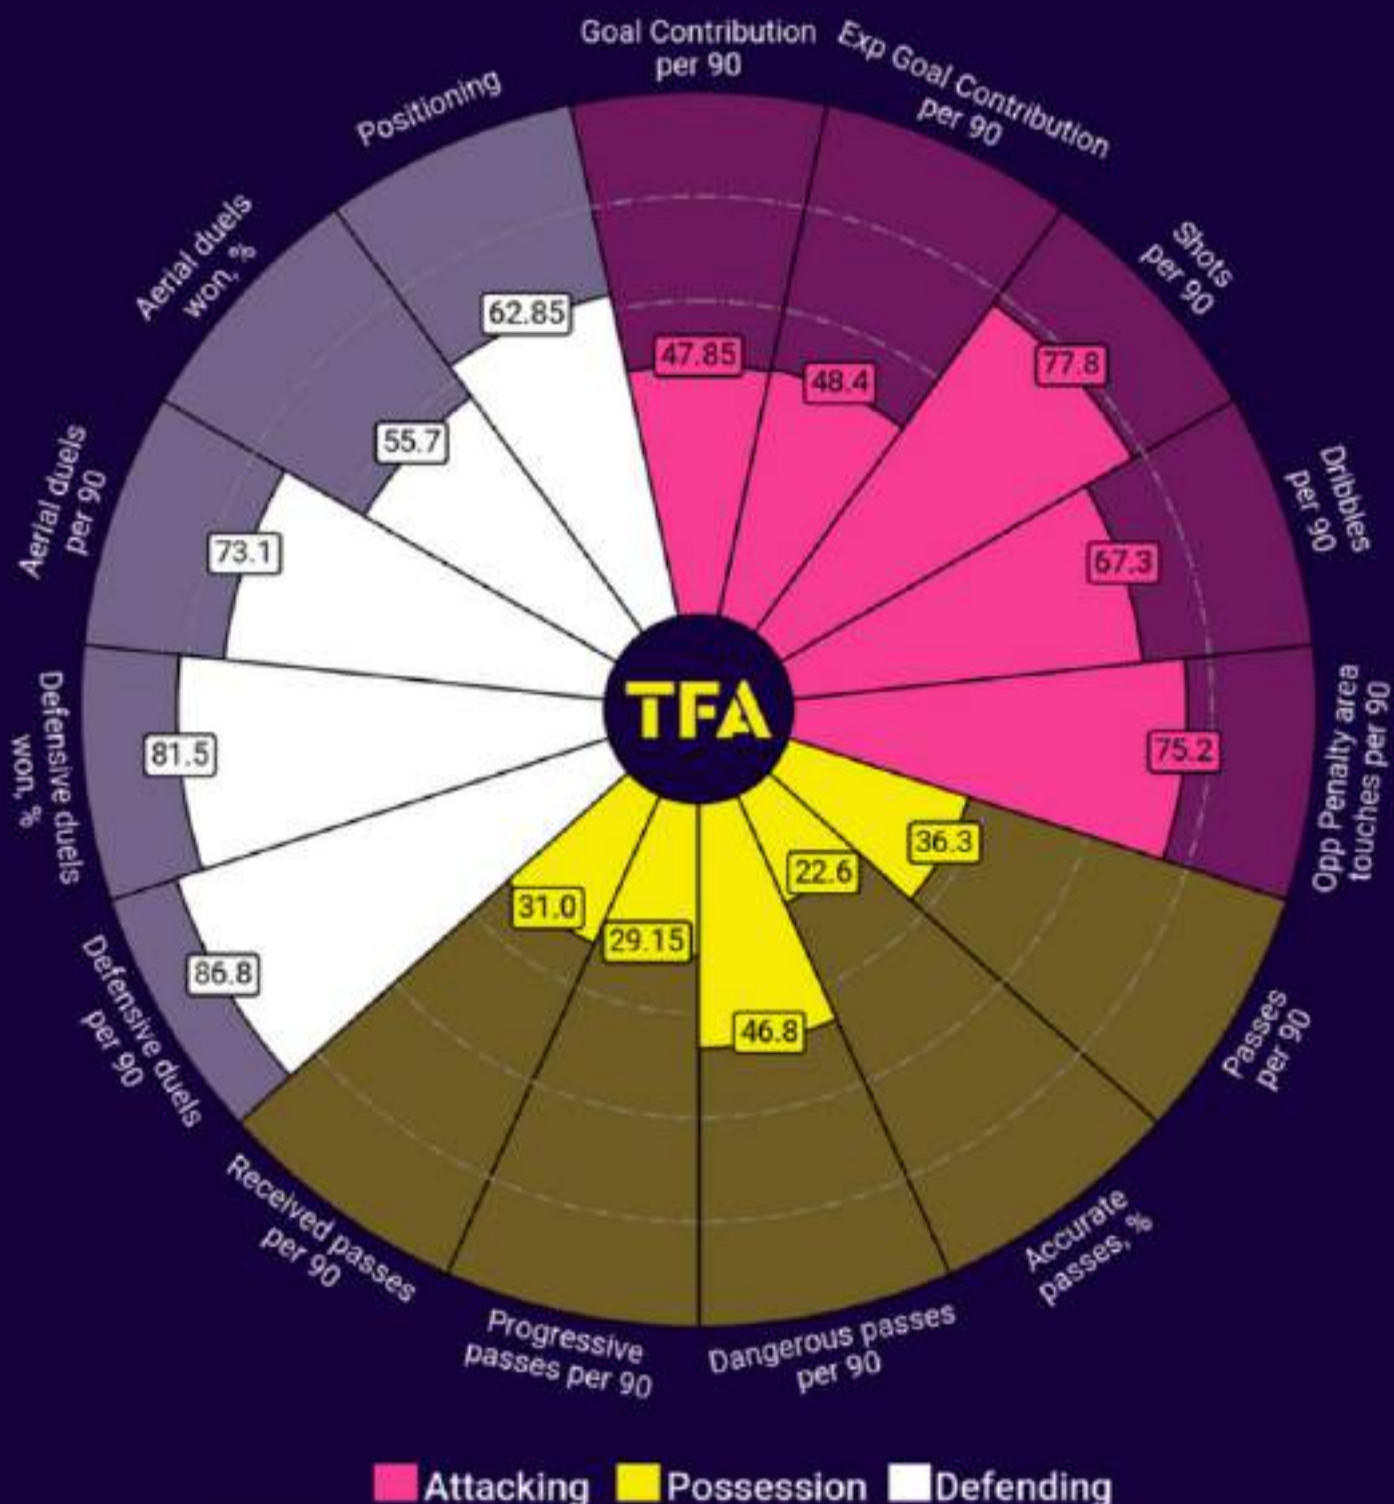 Goal Contribution
per 90
Exp Goal Contribution
per 90
Shots
per 90
Dribbles
per 90
Opp Penalty area
touches per 90
Passes
per 90
Accurate
passes, %
Dangerous passes
per 90
Progressive
passes per 90
Received passes
per 90
Defensive duels
per 90
Defensive duels
won, %
Aerial duels
per 90
Aerial duels
won, %
Positioning
47.85
48.4
77.8
67.3
75.2
36.3
22.6
46.8
29.15
31.0
86.8
81.5
73.1
55.7
62.85
TFA
Attacking Possession Defending